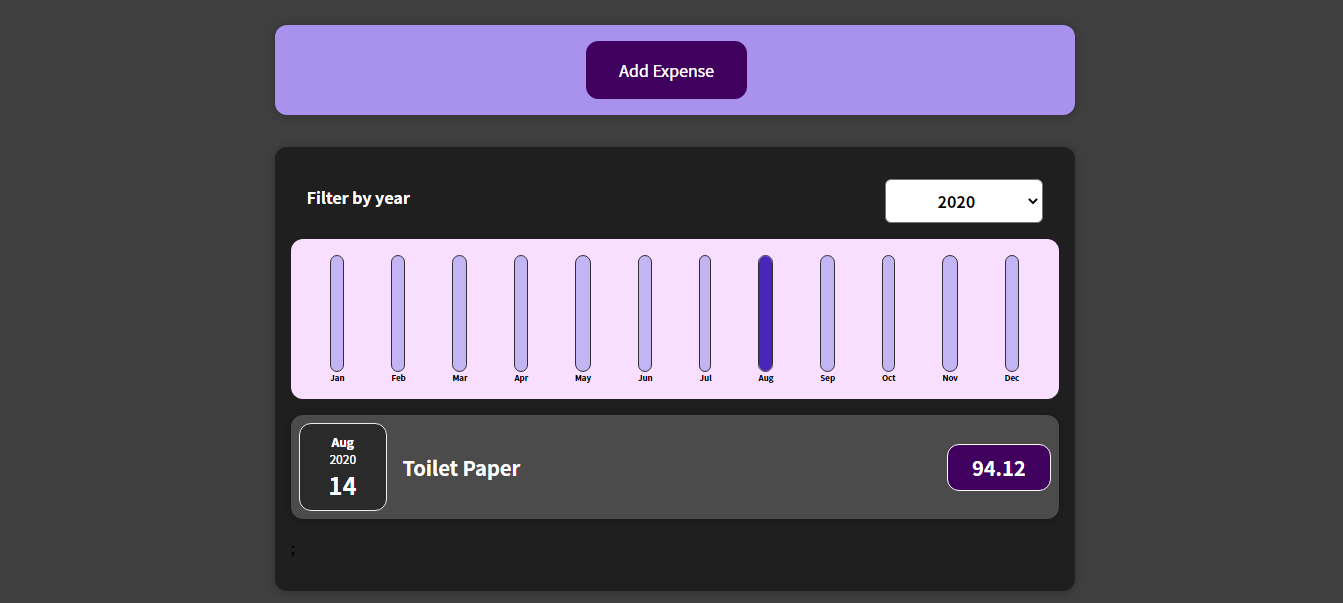 Add Expense
Filter by year
2020
Jan Feb Mar Apr May Jun Jul Aug Sep Oct Nov Dec
Aug
2020
14
Toilet Paper
94.12
;